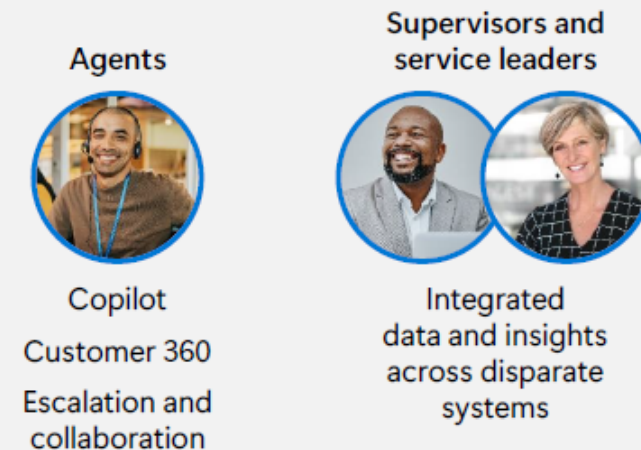 Agents
Copilot
Customer 360
Escalation and
collaboration
Supervisors and
service leaders
Integrated
data and insights
across disparate
systems